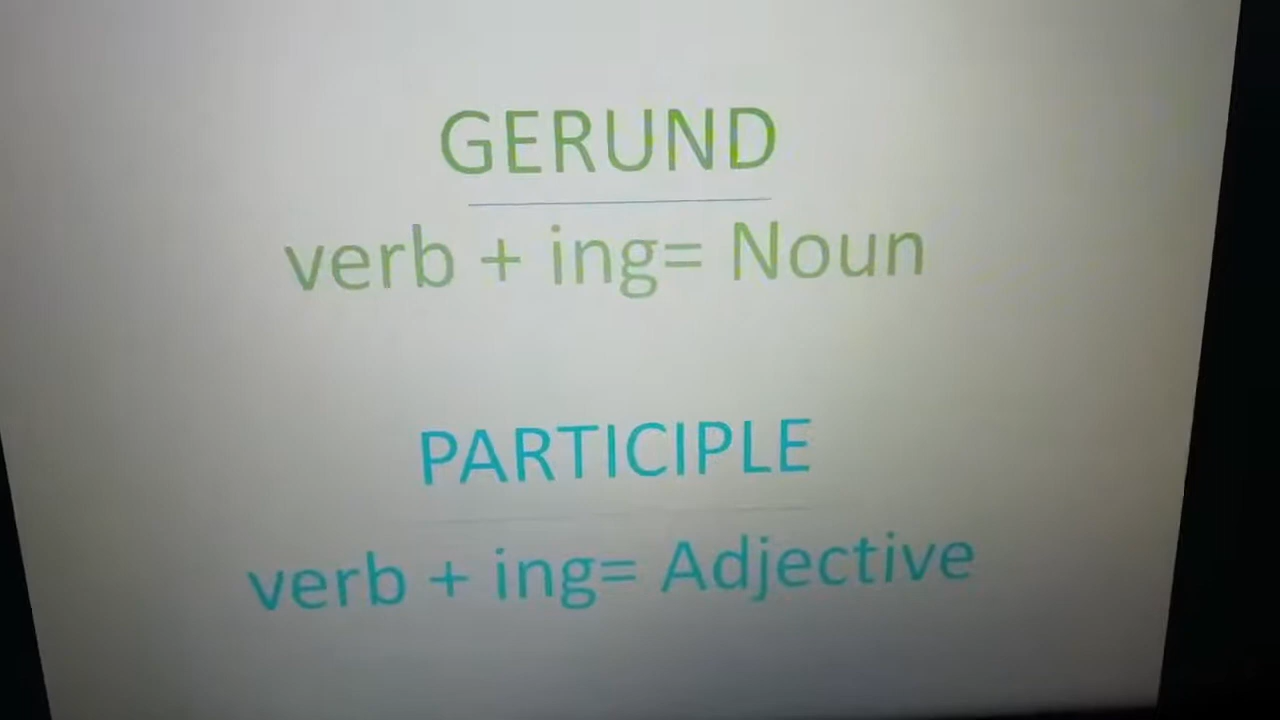 GERUND
verb + ing= Noun
PARTICIPLE
verb + ing= Adjective